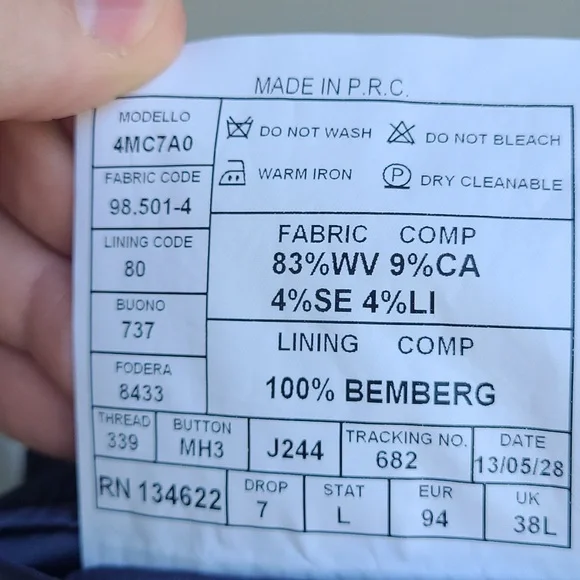 MADE IN P.R.C.
MODELLO
4MC7A0
DO NOT WASH
DO NOT BLEACH
FABRIC CODE
98.501-4
WARM IRON
P
DRY CLEANABLE
LINING CODE
80
FABRIC COMP
83%WV 9%CA
4%SE 4%LI
BUONO
737
LINING COMP
FODERA
8433
100% BEMBERG
THREAD
339
BUTTON
MH3
J244
TRACKING NO.
682
DATE
13/05/28
RN 134622
DROP
7
STAT
L
EUR
94
UK
38L